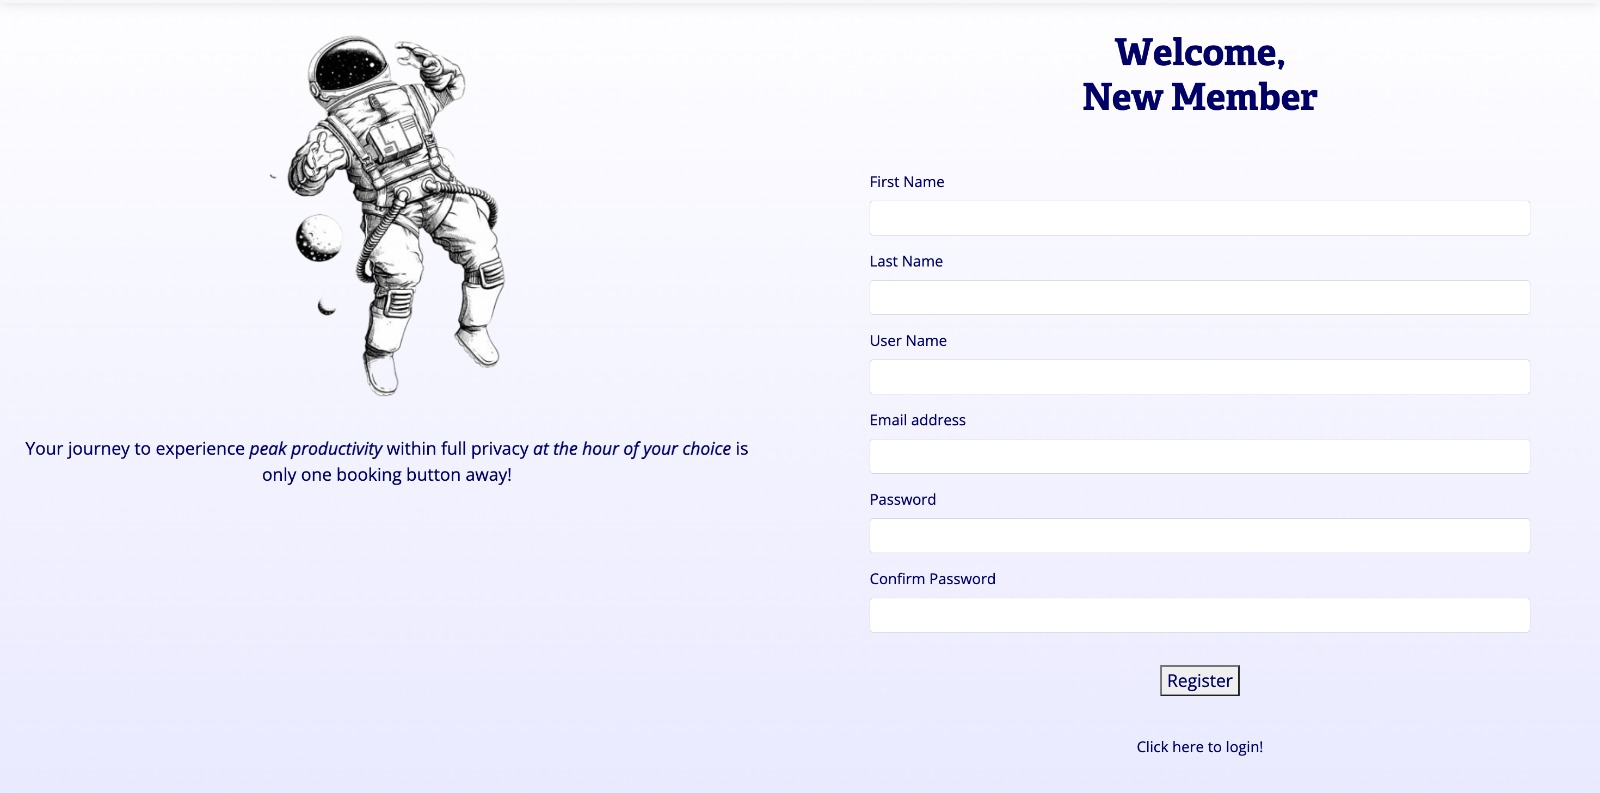 Welcome,
New Member
Your journey to experience peak productivity within full privacy at the hour of your choice is
only one booking button away!
First Name
Last Name
User Name
Email address
Password
Confirm Password
Register
Click here to login!